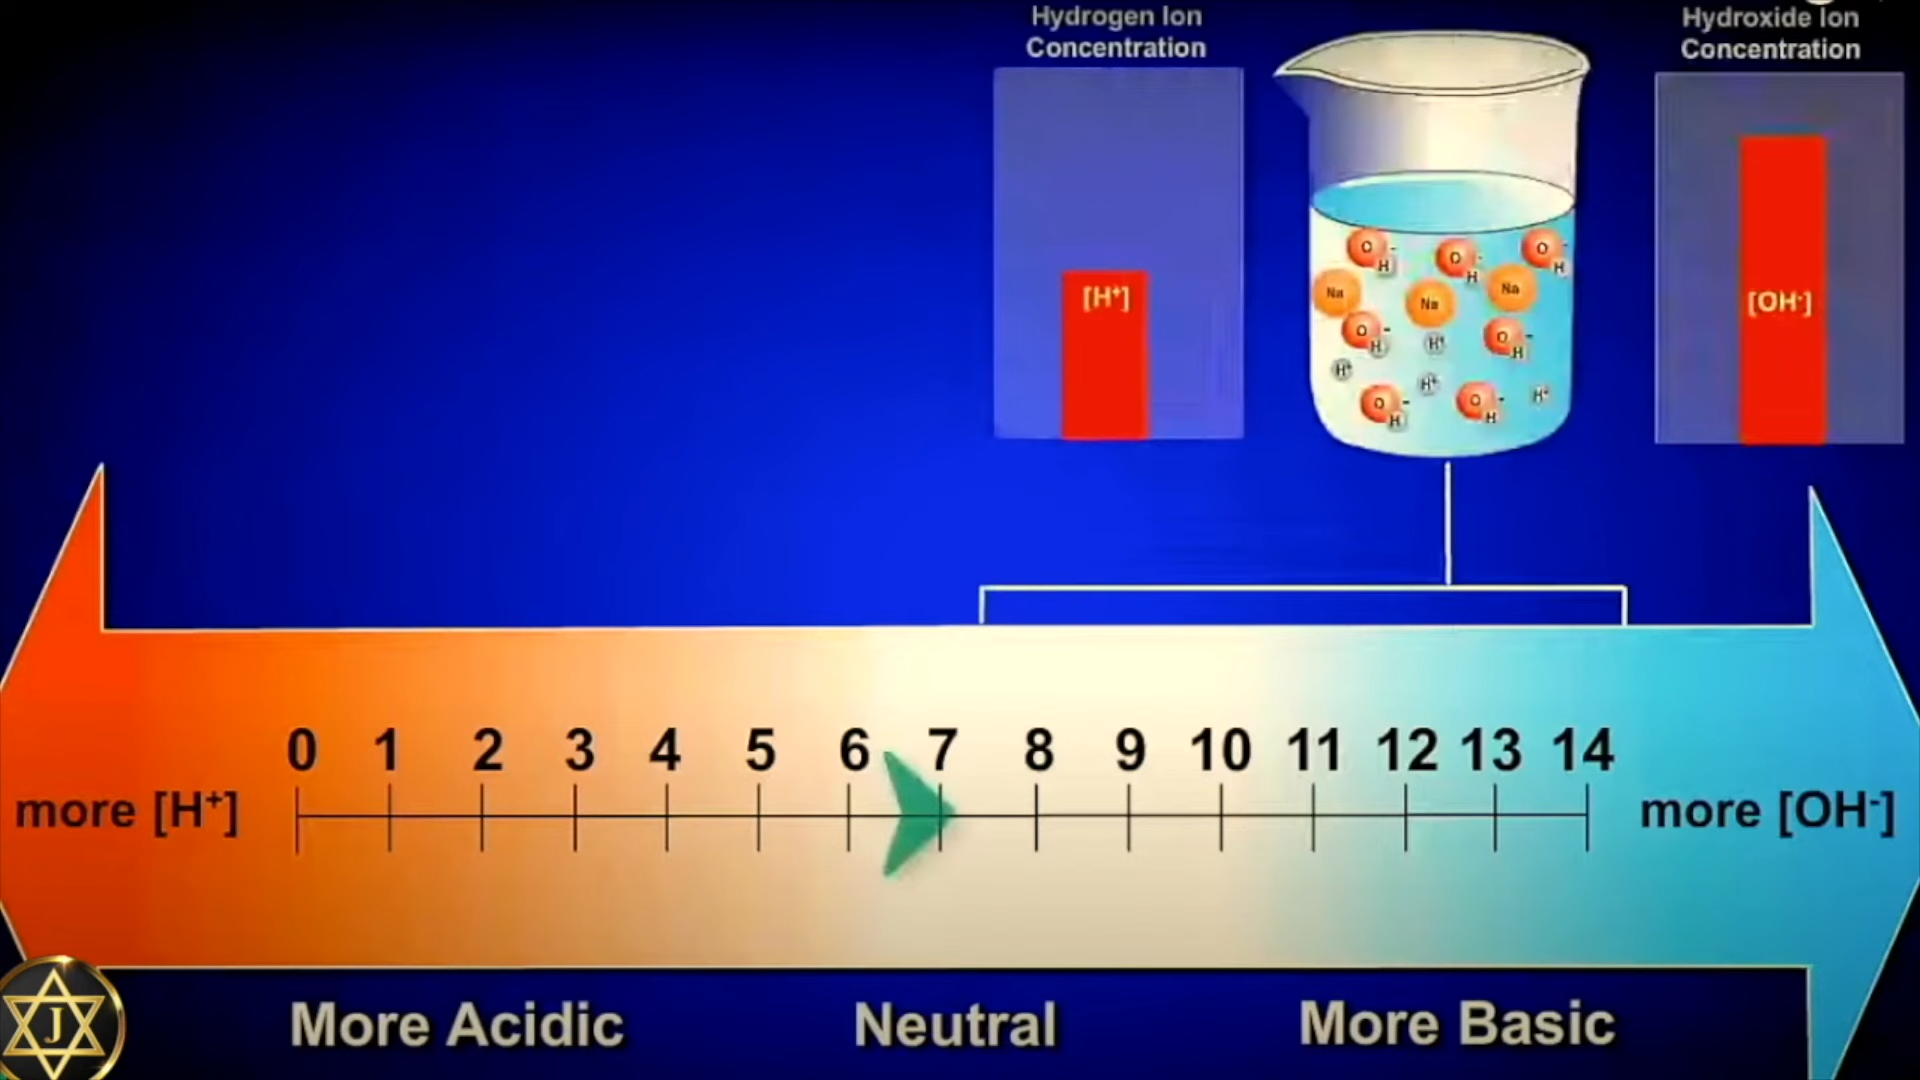 Hydrogen Ion
Concentration
Hydroxide Ion
Concentration
[H⁺]
[OH⁻]
O H -
O H -
O H -
Na
Na
Na
O H -
H⁺
O H -
H⁺
H⁺
H⁺
O H -
O H -
0 1 2 3 4 5 6 7 8 9 10 11 12 13 14
more [H⁺]
more [OH⁻]
More Acidic
Neutral
More Basic
J